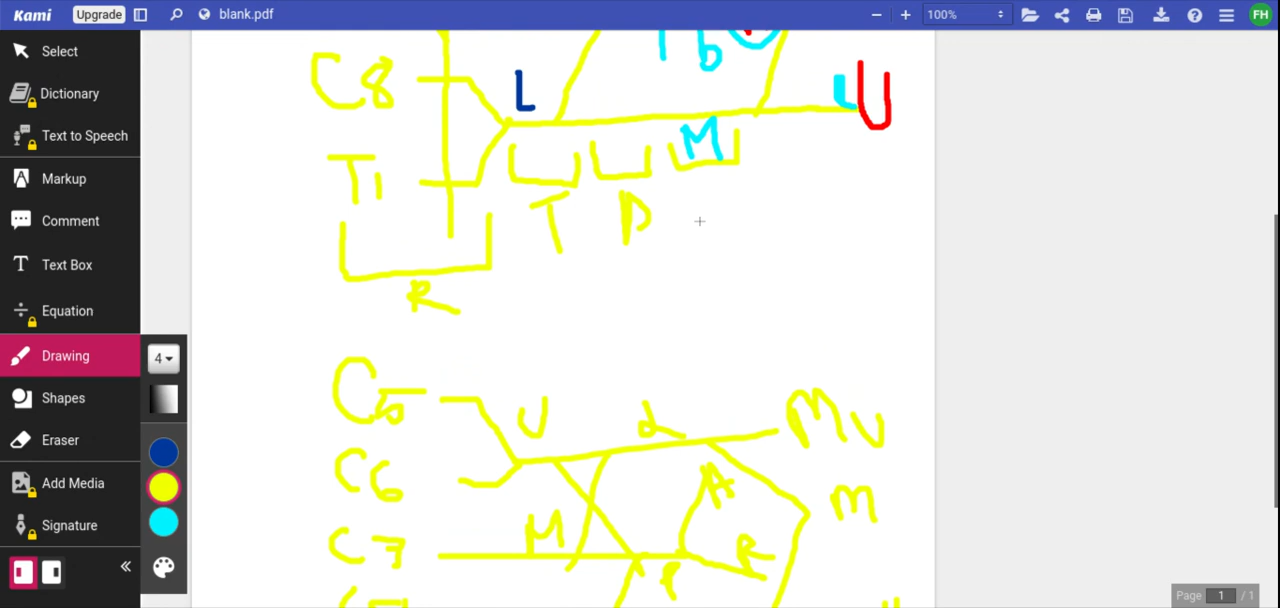 Kami
Upgrade
blank.pdf
100%
FH
Select
Dictionary
Text to Speech
Markup
Comment
Text Box
Equation
Drawing
4
Shapes
Eraser
Add Media
Signature
C8
L
b
U
M
T1
T
D
R
C5
U
L
MU
C6
A
M
C7
M
P
R
Page 1 / 1